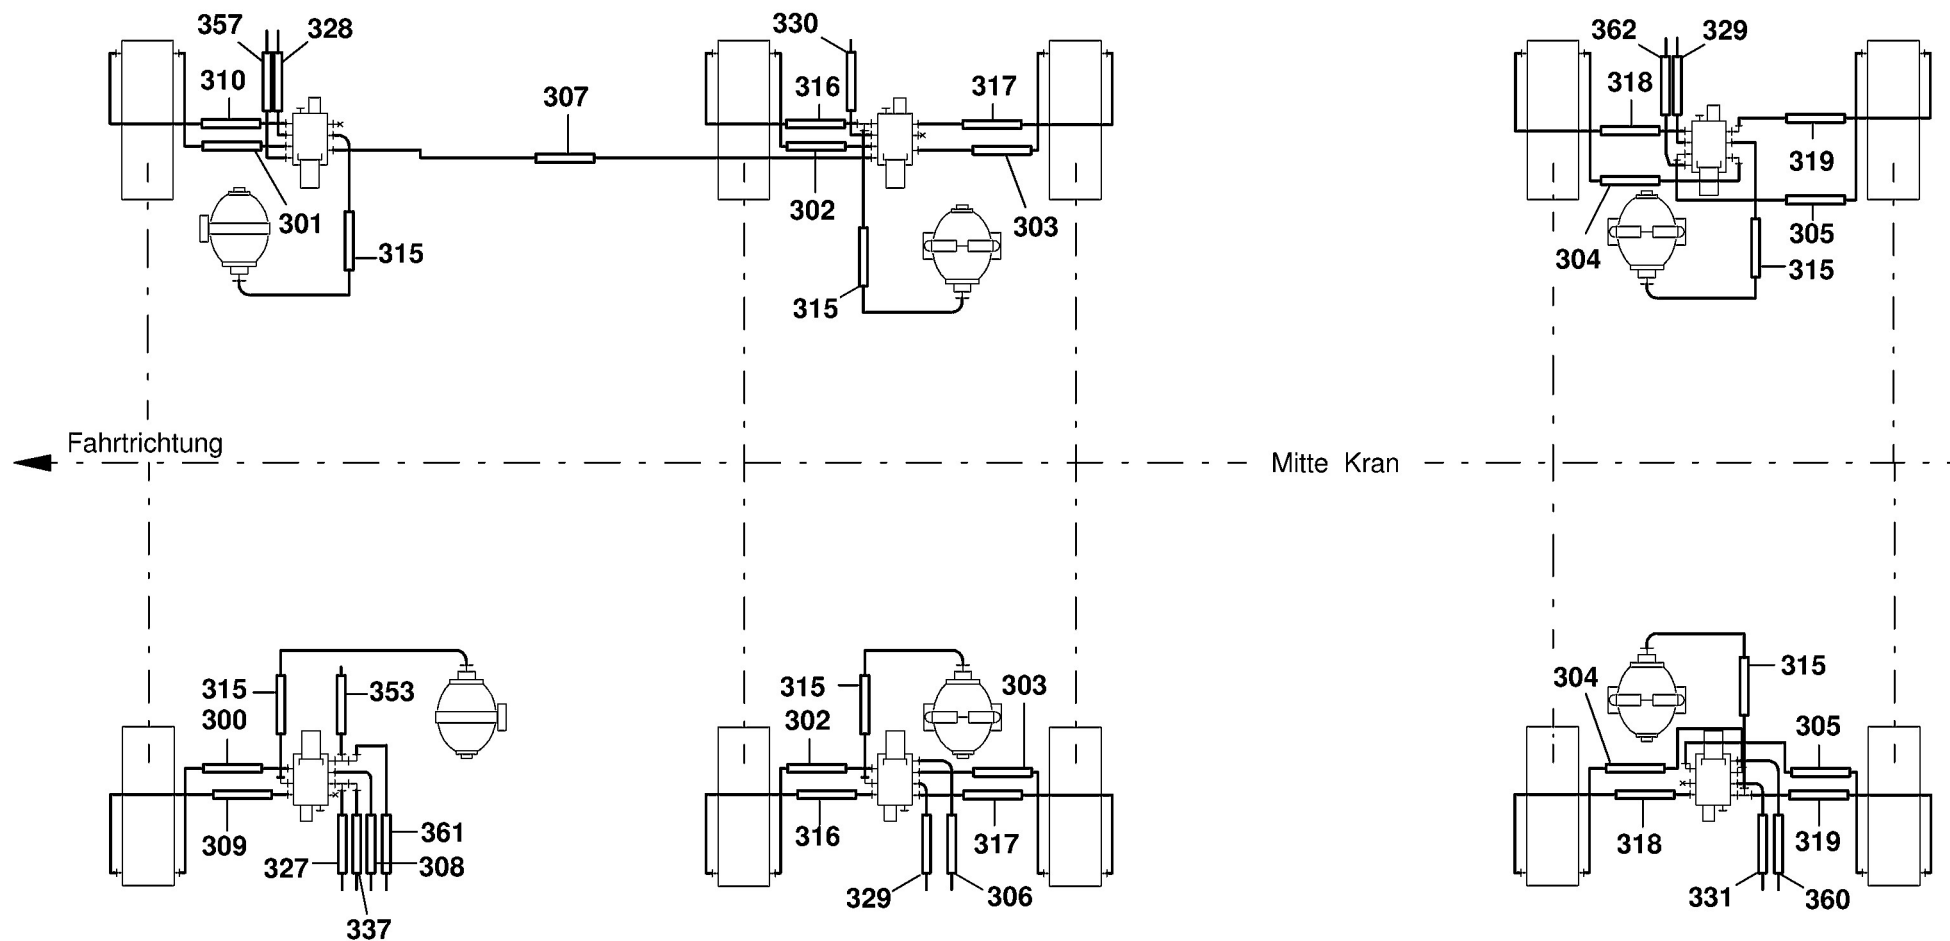 357 328 330 362 329
310 307 316 317 318
319
301 302 303 304 305
315 315 315
Fahrtrichtung
Mitte Kran
315 353 315 303 304 315
300 302 305
309 361 316 317 318 319
327 308 329 306 331 360
337